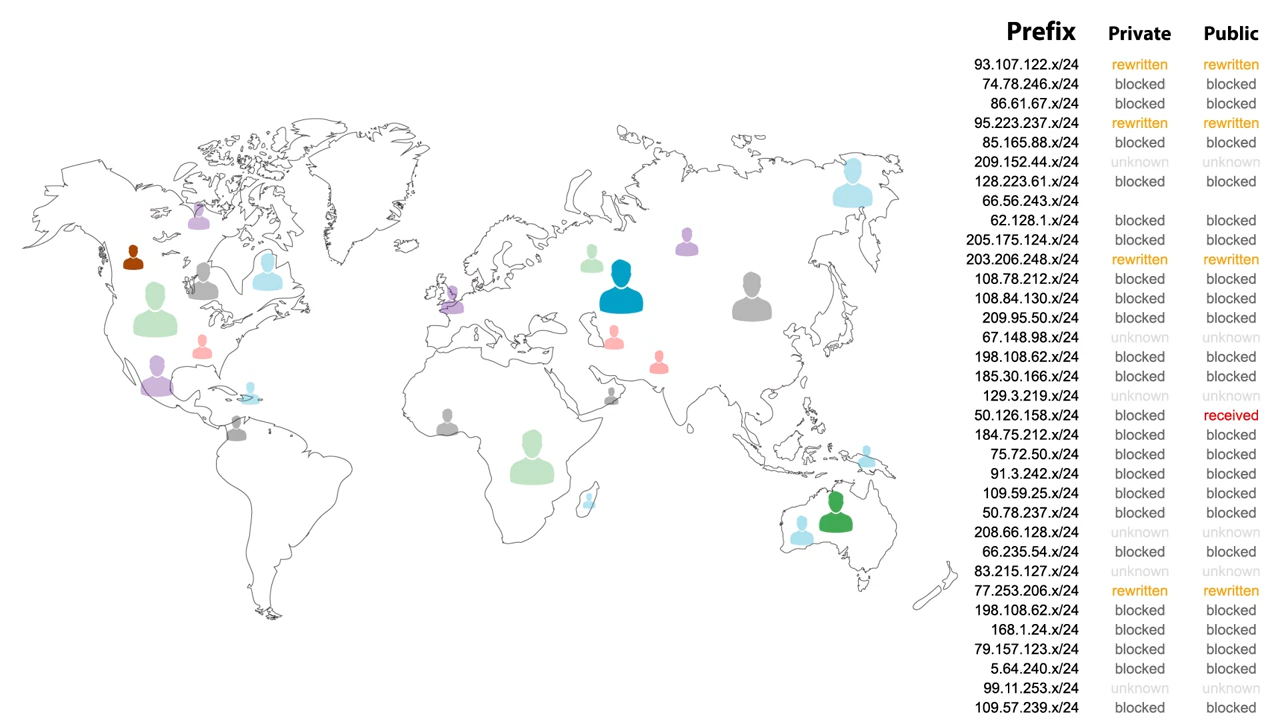 Prefix Private Public
93.107.122.x/24 rewritten rewritten
74.78.246.x/24 blocked blocked
86.61.67.x/24 blocked blocked
95.223.237.x/24 rewritten rewritten
85.165.88.x/24 blocked blocked
209.152.44.x/24 unknown unknown
128.223.61.x/24 blocked blocked
66.56.243.x/24
62.128.1.x/24 blocked blocked
205.175.124.x/24 blocked blocked
203.206.248.x/24 rewritten rewritten
108.78.212.x/24 blocked blocked
108.84.130.x/24 blocked blocked
209.95.50.x/24 blocked blocked
67.148.98.x/24 unknown unknown
198.108.62.x/24 blocked blocked
185.30.166.x/24 blocked blocked
129.3.219.x/24 unknown unknown
50.126.158.x/24 blocked received
184.75.212.x/24 blocked blocked
75.72.50.x/24 blocked blocked
91.3.242.x/24 blocked blocked
109.59.25.x/24 blocked blocked
50.78.237.x/24 blocked blocked
208.66.128.x/24 unknown unknown
66.235.54.x/24 blocked blocked
83.215.127.x/24 unknown unknown
77.253.206.x/24 rewritten rewritten
198.108.62.x/24 blocked blocked
168.1.24.x/24 blocked blocked
79.157.123.x/24 blocked blocked
5.64.240.x/24 blocked blocked
99.11.253.x/24 unknown unknown
109.57.239.x/24 blocked blocked